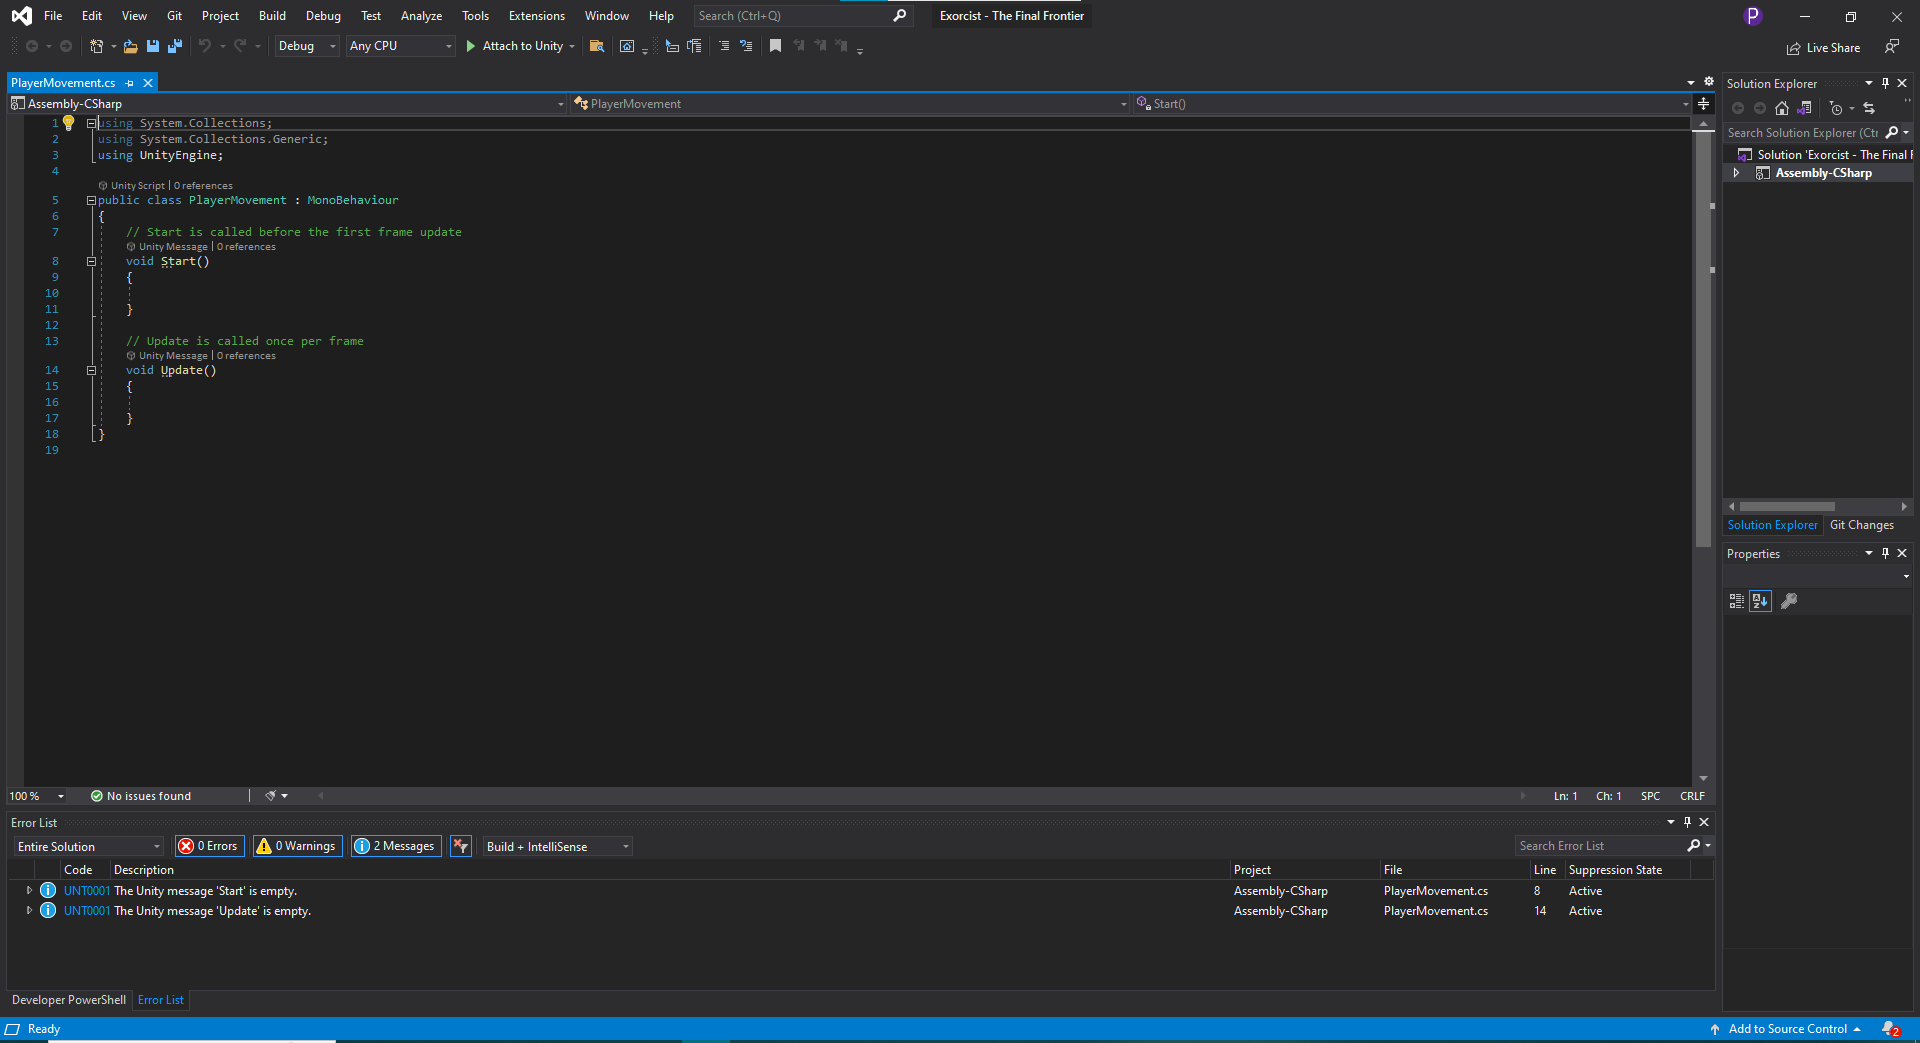 File Edit View Git Project Build Debug Test Analyze Tools Extensions Window Help Search (Ctrl+Q) Exorcist - The Final Frontier P
Debug Any CPU Attach to Unity Live Share
PlayerMovement.cs
Assembly-CSharp PlayerMovement Start()
1 using System.Collections;
2 using System.Collections.Generic;
3 using UnityEngine;
4
Unity Script | 0 references
5 public class PlayerMovement : MonoBehaviour
6 {
7 // Start is called before the first frame update
Unity Message | 0 references
8 void Start()
9 {
10
11 }
12
13 // Update is called once per frame
Unity Message | 0 references
14 void Update()
15 {
16
17 }
18 }
19
100 % No issues found Ln: 1 Ch: 1 SPC CRLF
Solution Explorer
Search Solution Explorer (Ctr
Solution 'Exorcist - The Final F
Assembly-CSharp
Solution Explorer Git Changes
Properties
Error List
Entire Solution 0 Errors 0 Warnings 2 Messages Build + IntelliSense Search Error List
Code Description Project File Line Suppression State
UNT0001 The Unity message 'Start' is empty. Assembly-CSharp PlayerMovement.cs 8 Active
UNT0001 The Unity message 'Update' is empty. Assembly-CSharp PlayerMovement.cs 14 Active
Developer PowerShell Error List
Ready Add to Source Control 2